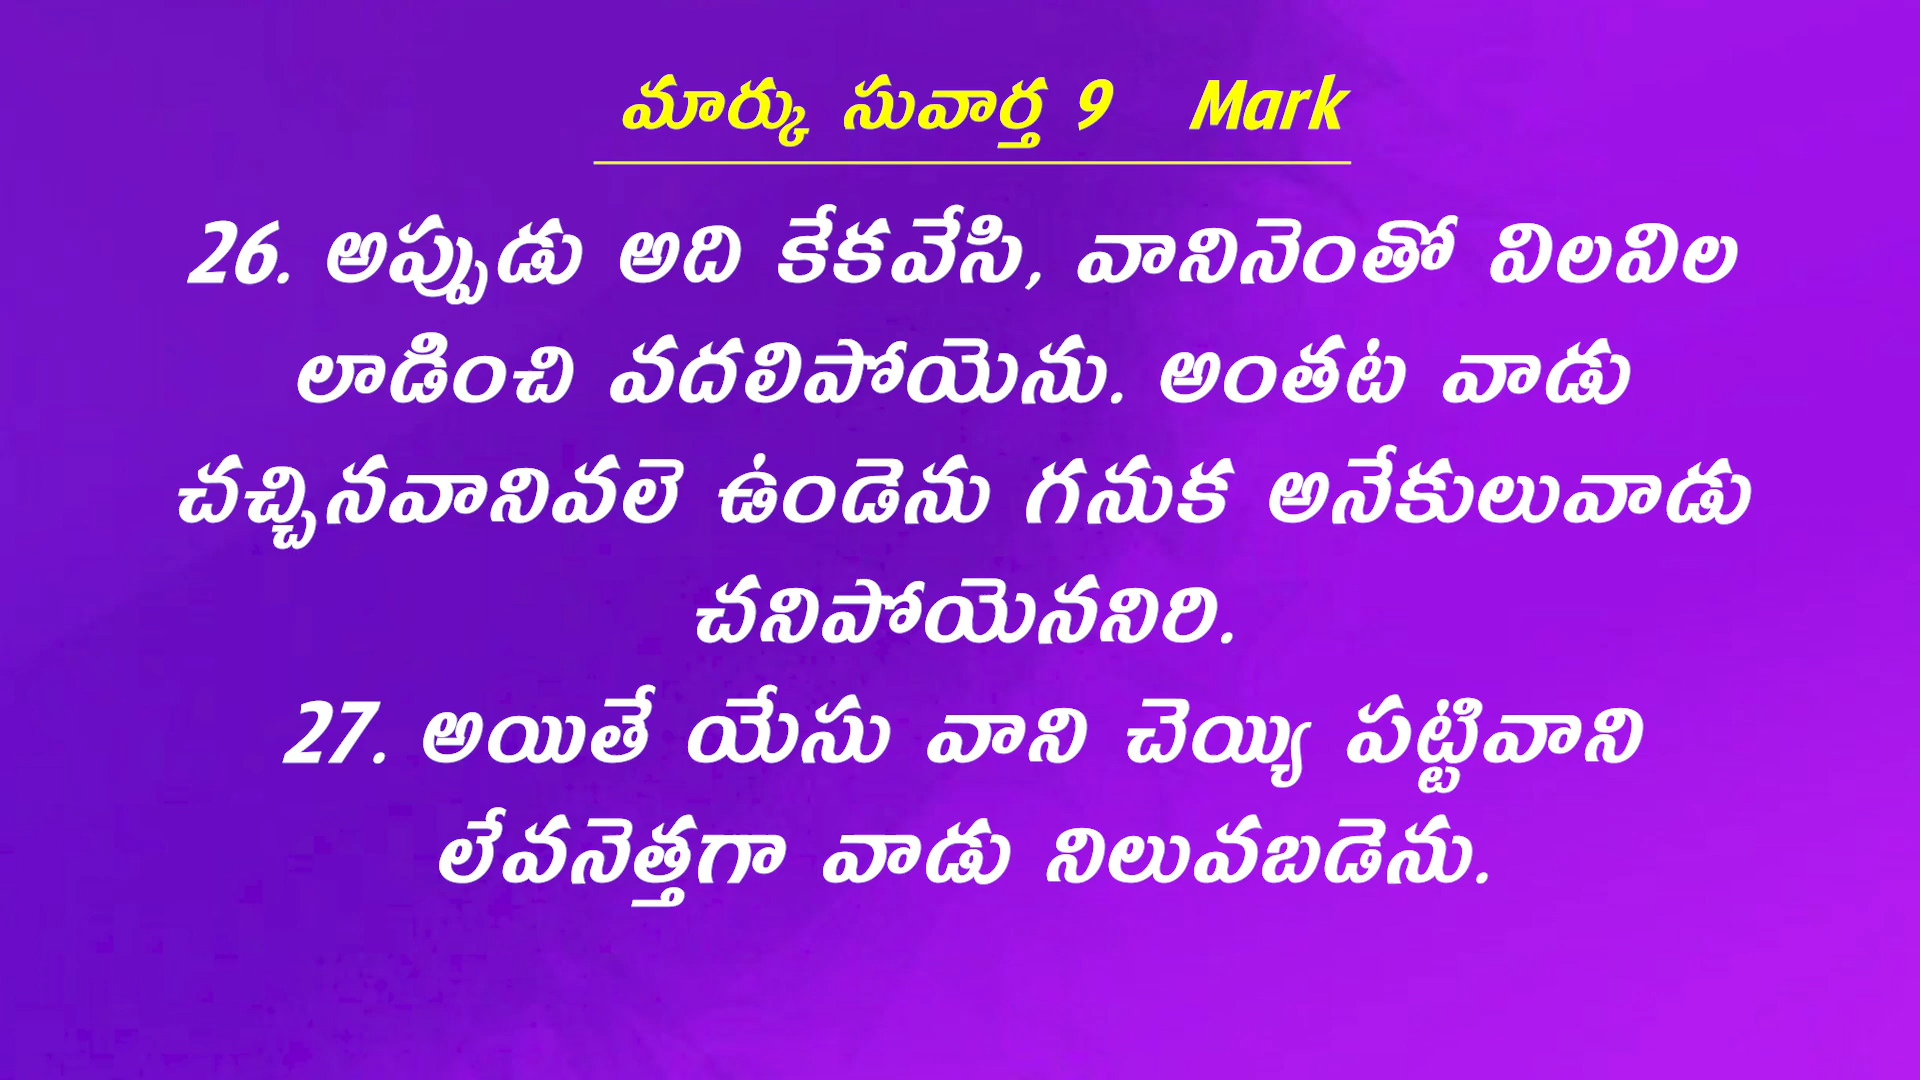 మార్కు సువార్త 9 Mark
26. అప్పుడు అది కేకవేసి, వానినెంతో విలవిల
లాడించి వదలిపోయెను. అంతట వాడు
చచ్చినవానివలె ఉండెను గనుక అనేకులువాడు
చనిపోయెననిరి.
27. అయితే యేసు వాని చెయ్యి పట్టివాని
లేవనెత్తగా వాడు నిలువబడెను.